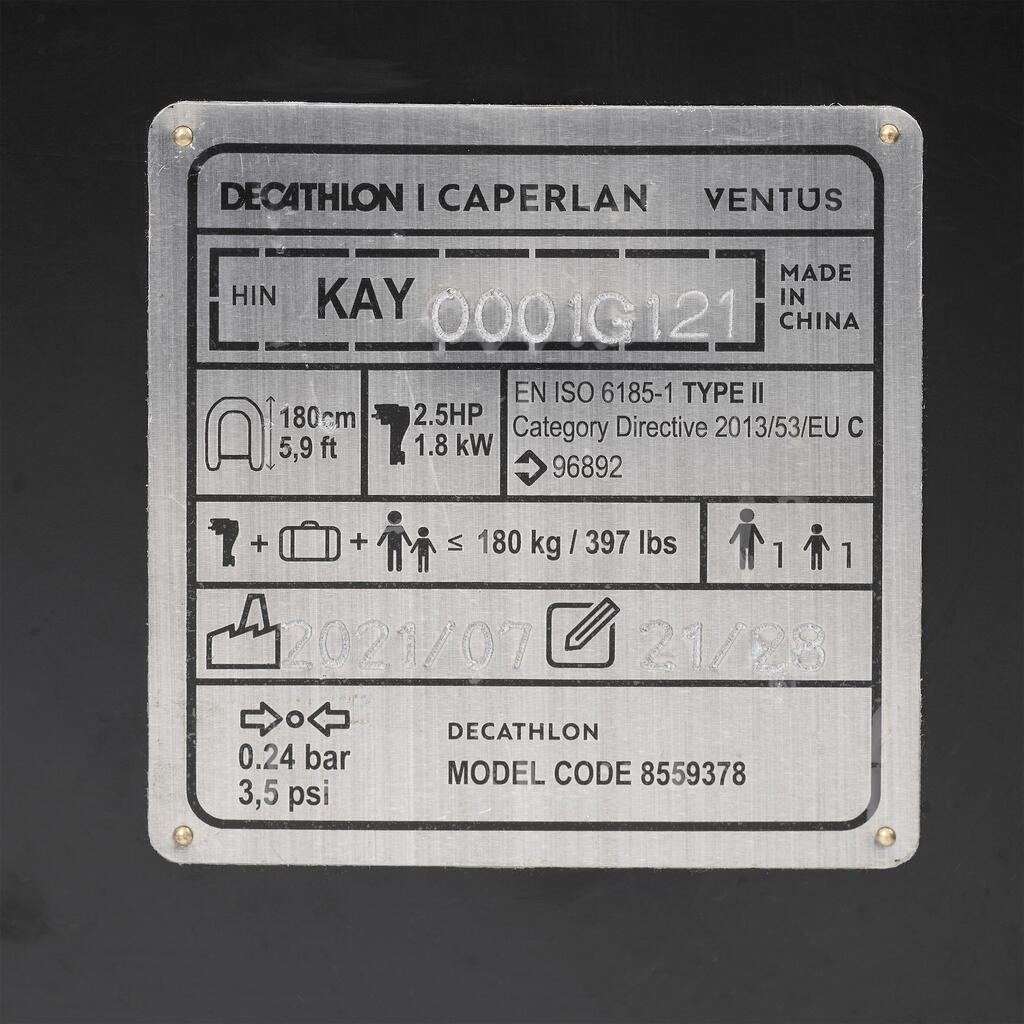 DECATHLON | CAPERLAN VENTUS
HIN KAY 0001G121
MADE
IN
CHINA
180cm
5,9 ft
2.5HP
1.8 kW
EN ISO 6185-1 TYPE II
Category Directive 2013/53/EU C
96892
+ + ≤ 180 kg / 397 lbs
1 1
2021/07 21/28
0.24 bar
3,5 psi
DECATHLON
MODEL CODE 8559378